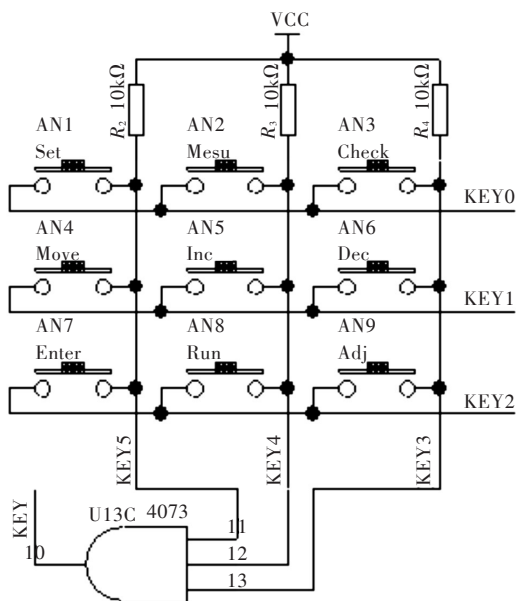 VCC
R2 10kΩ
R3 10kΩ
R4 10kΩ
AN1 AN2 AN3
Set Mesu Check
KEY0
AN4 AN5 AN6
Move Inc Dec
KEY1
AN7 AN8 AN9
Enter Run Adj
KEY2
KEY5 KEY4 KEY3
KEY
U13C 4073
11
10 12
13